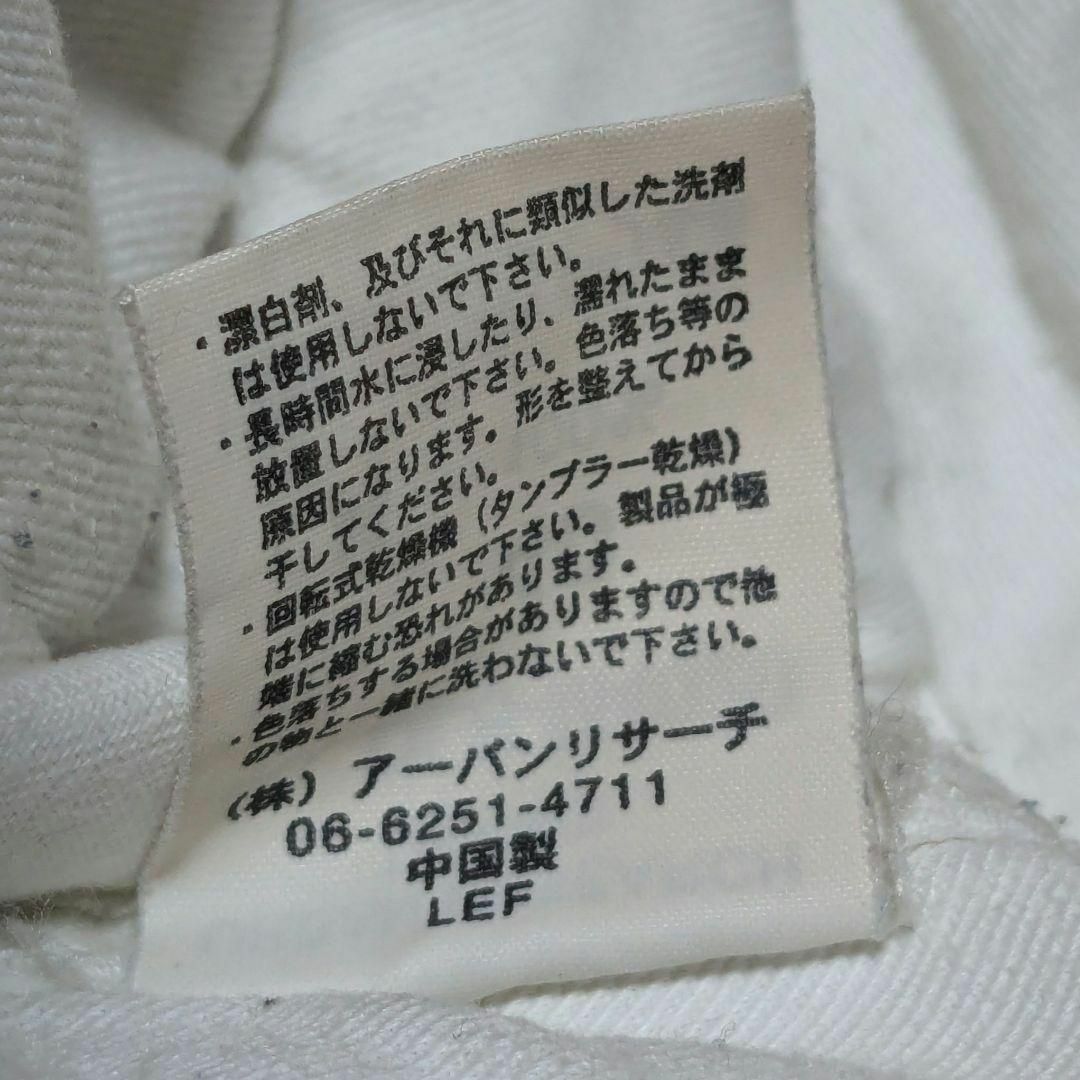 ・漂白剤、及びそれに類似した洗剤
は使用しないで下さい。
・長時間水に浸したり、濡れたまま
放置しないで下さい。色落ち等の
原因になります。形を整えてから
干してください。
・回転式乾燥機(タンブラー乾燥)
は使用しないで下さい。製品が極
端に縮む恐れがあります。
・色落ちする場合がありますので他
の物と一緒に洗わないで下さい。
(株) アーバンリサーチ
06-6251-4711
中国製
LEF